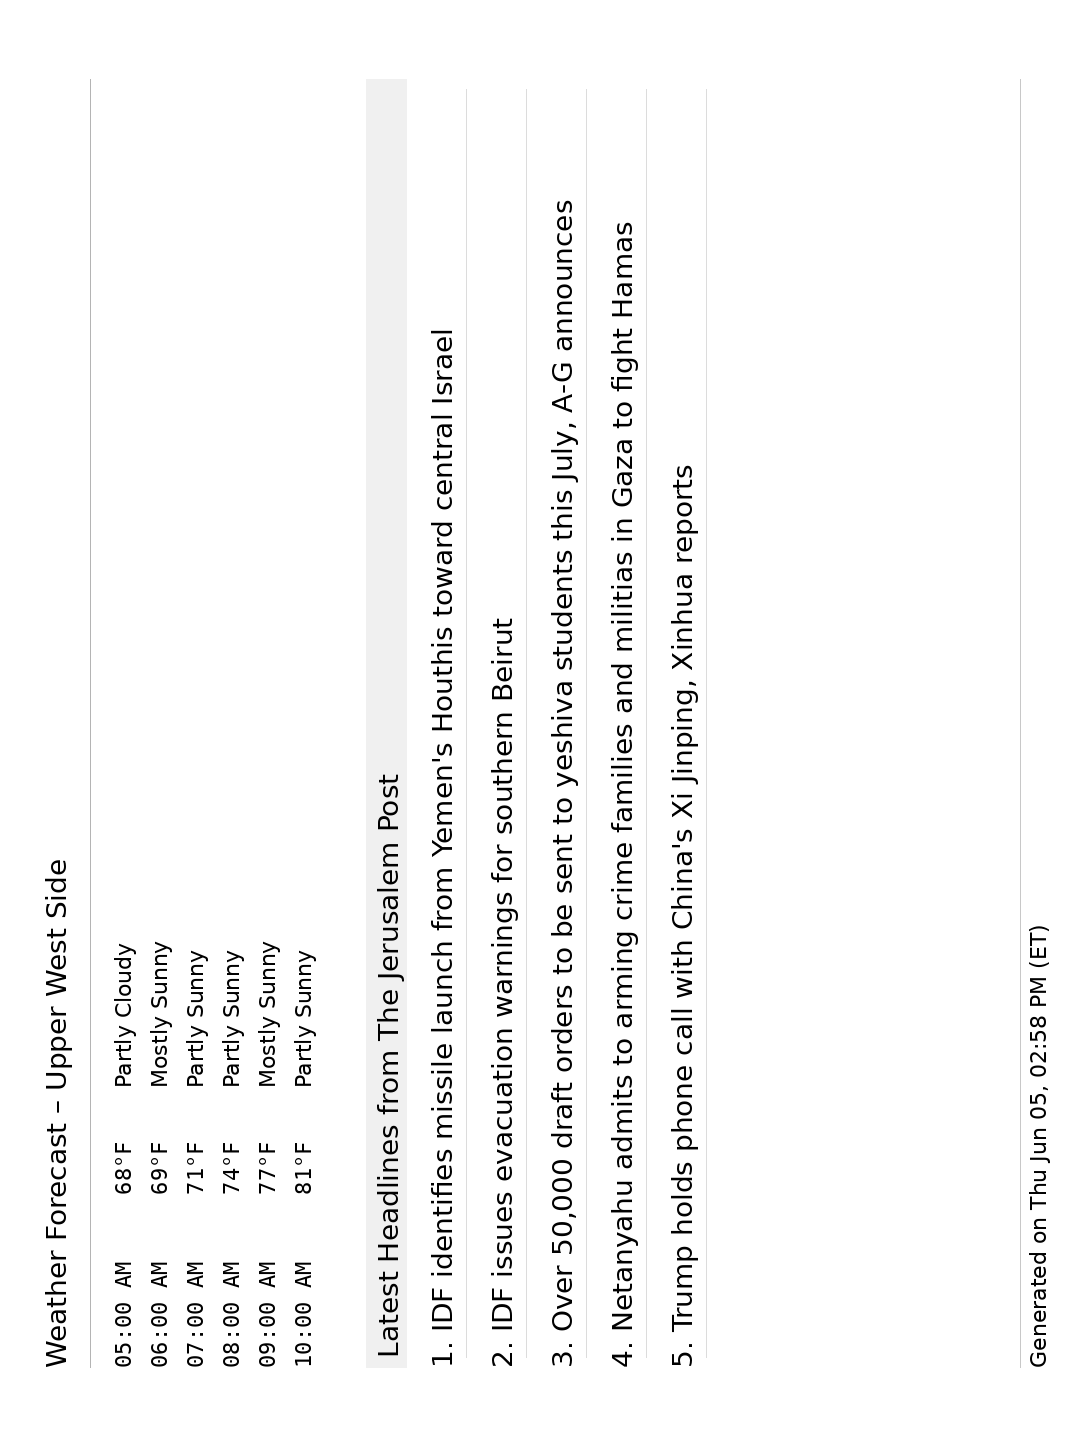 Weather Forecast – Upper West Side
05:00 AM 68°F Partly Cloudy
06:00 AM 69°F Mostly Sunny
07:00 AM 71°F Partly Sunny
08:00 AM 74°F Partly Sunny
09:00 AM 77°F Mostly Sunny
10:00 AM 81°F Partly Sunny
Latest Headlines from The Jerusalem Post
1. IDF identifies missile launch from Yemen's Houthis toward central Israel
2. IDF issues evacuation warnings for southern Beirut
3. Over 50,000 draft orders to be sent to yeshiva students this July, A-G announces
4. Netanyahu admits to arming crime families and militias in Gaza to fight Hamas
5. Trump holds phone call with China's Xi Jinping, Xinhua reports
Generated on Thu Jun 05, 02:58 PM (ET)